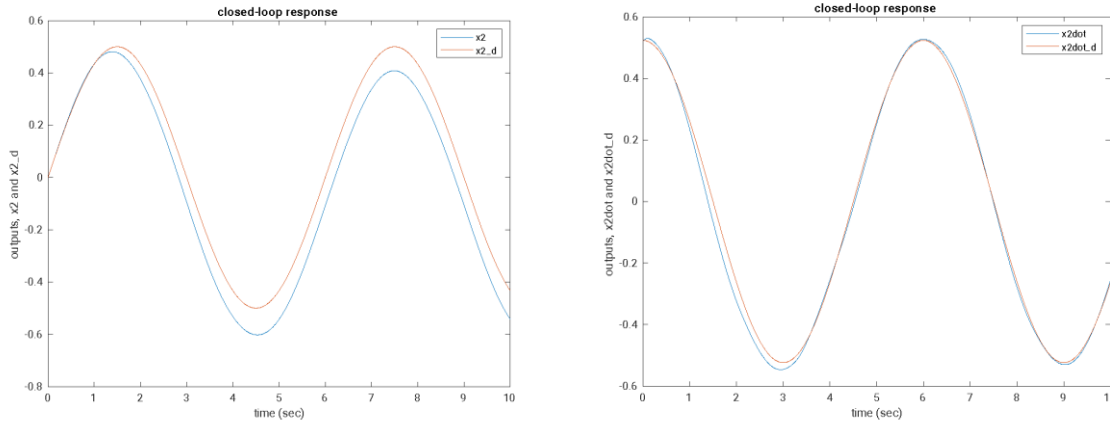 closed-loop response
x2
x2_d
0.6
0.4
0.2
0
-0.2
-0.4
-0.6
-0.8
outputs, x2 and x2_d
0 1 2 3 4 5 6 7 8 9 10
time (sec)
closed-loop response
x2dot
x2dot_d
0.6
0.4
0.2
0
-0.2
-0.4
-0.6
outputs, x2dot and x2dot_d
0 1 2 3 4 5 6 7 8 9
time (sec)